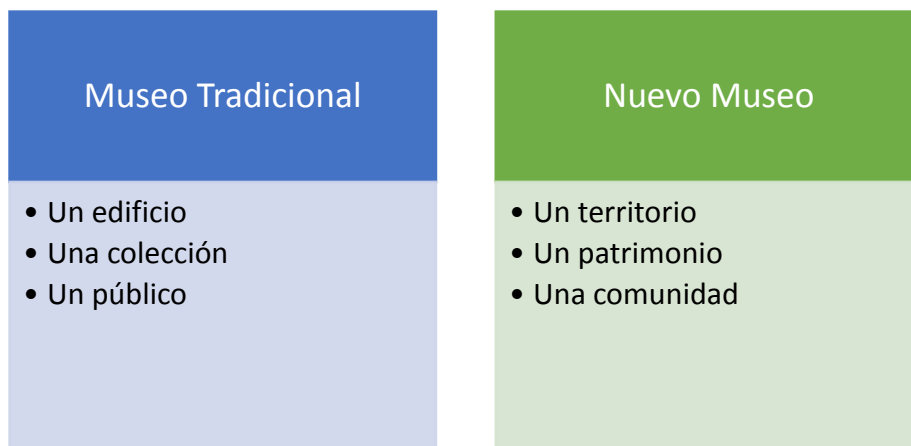 Museo Tradicional
• Un edificio
• Una colección
• Un público
Nuevo Museo
• Un territorio
• Un patrimonio
• Una comunidad